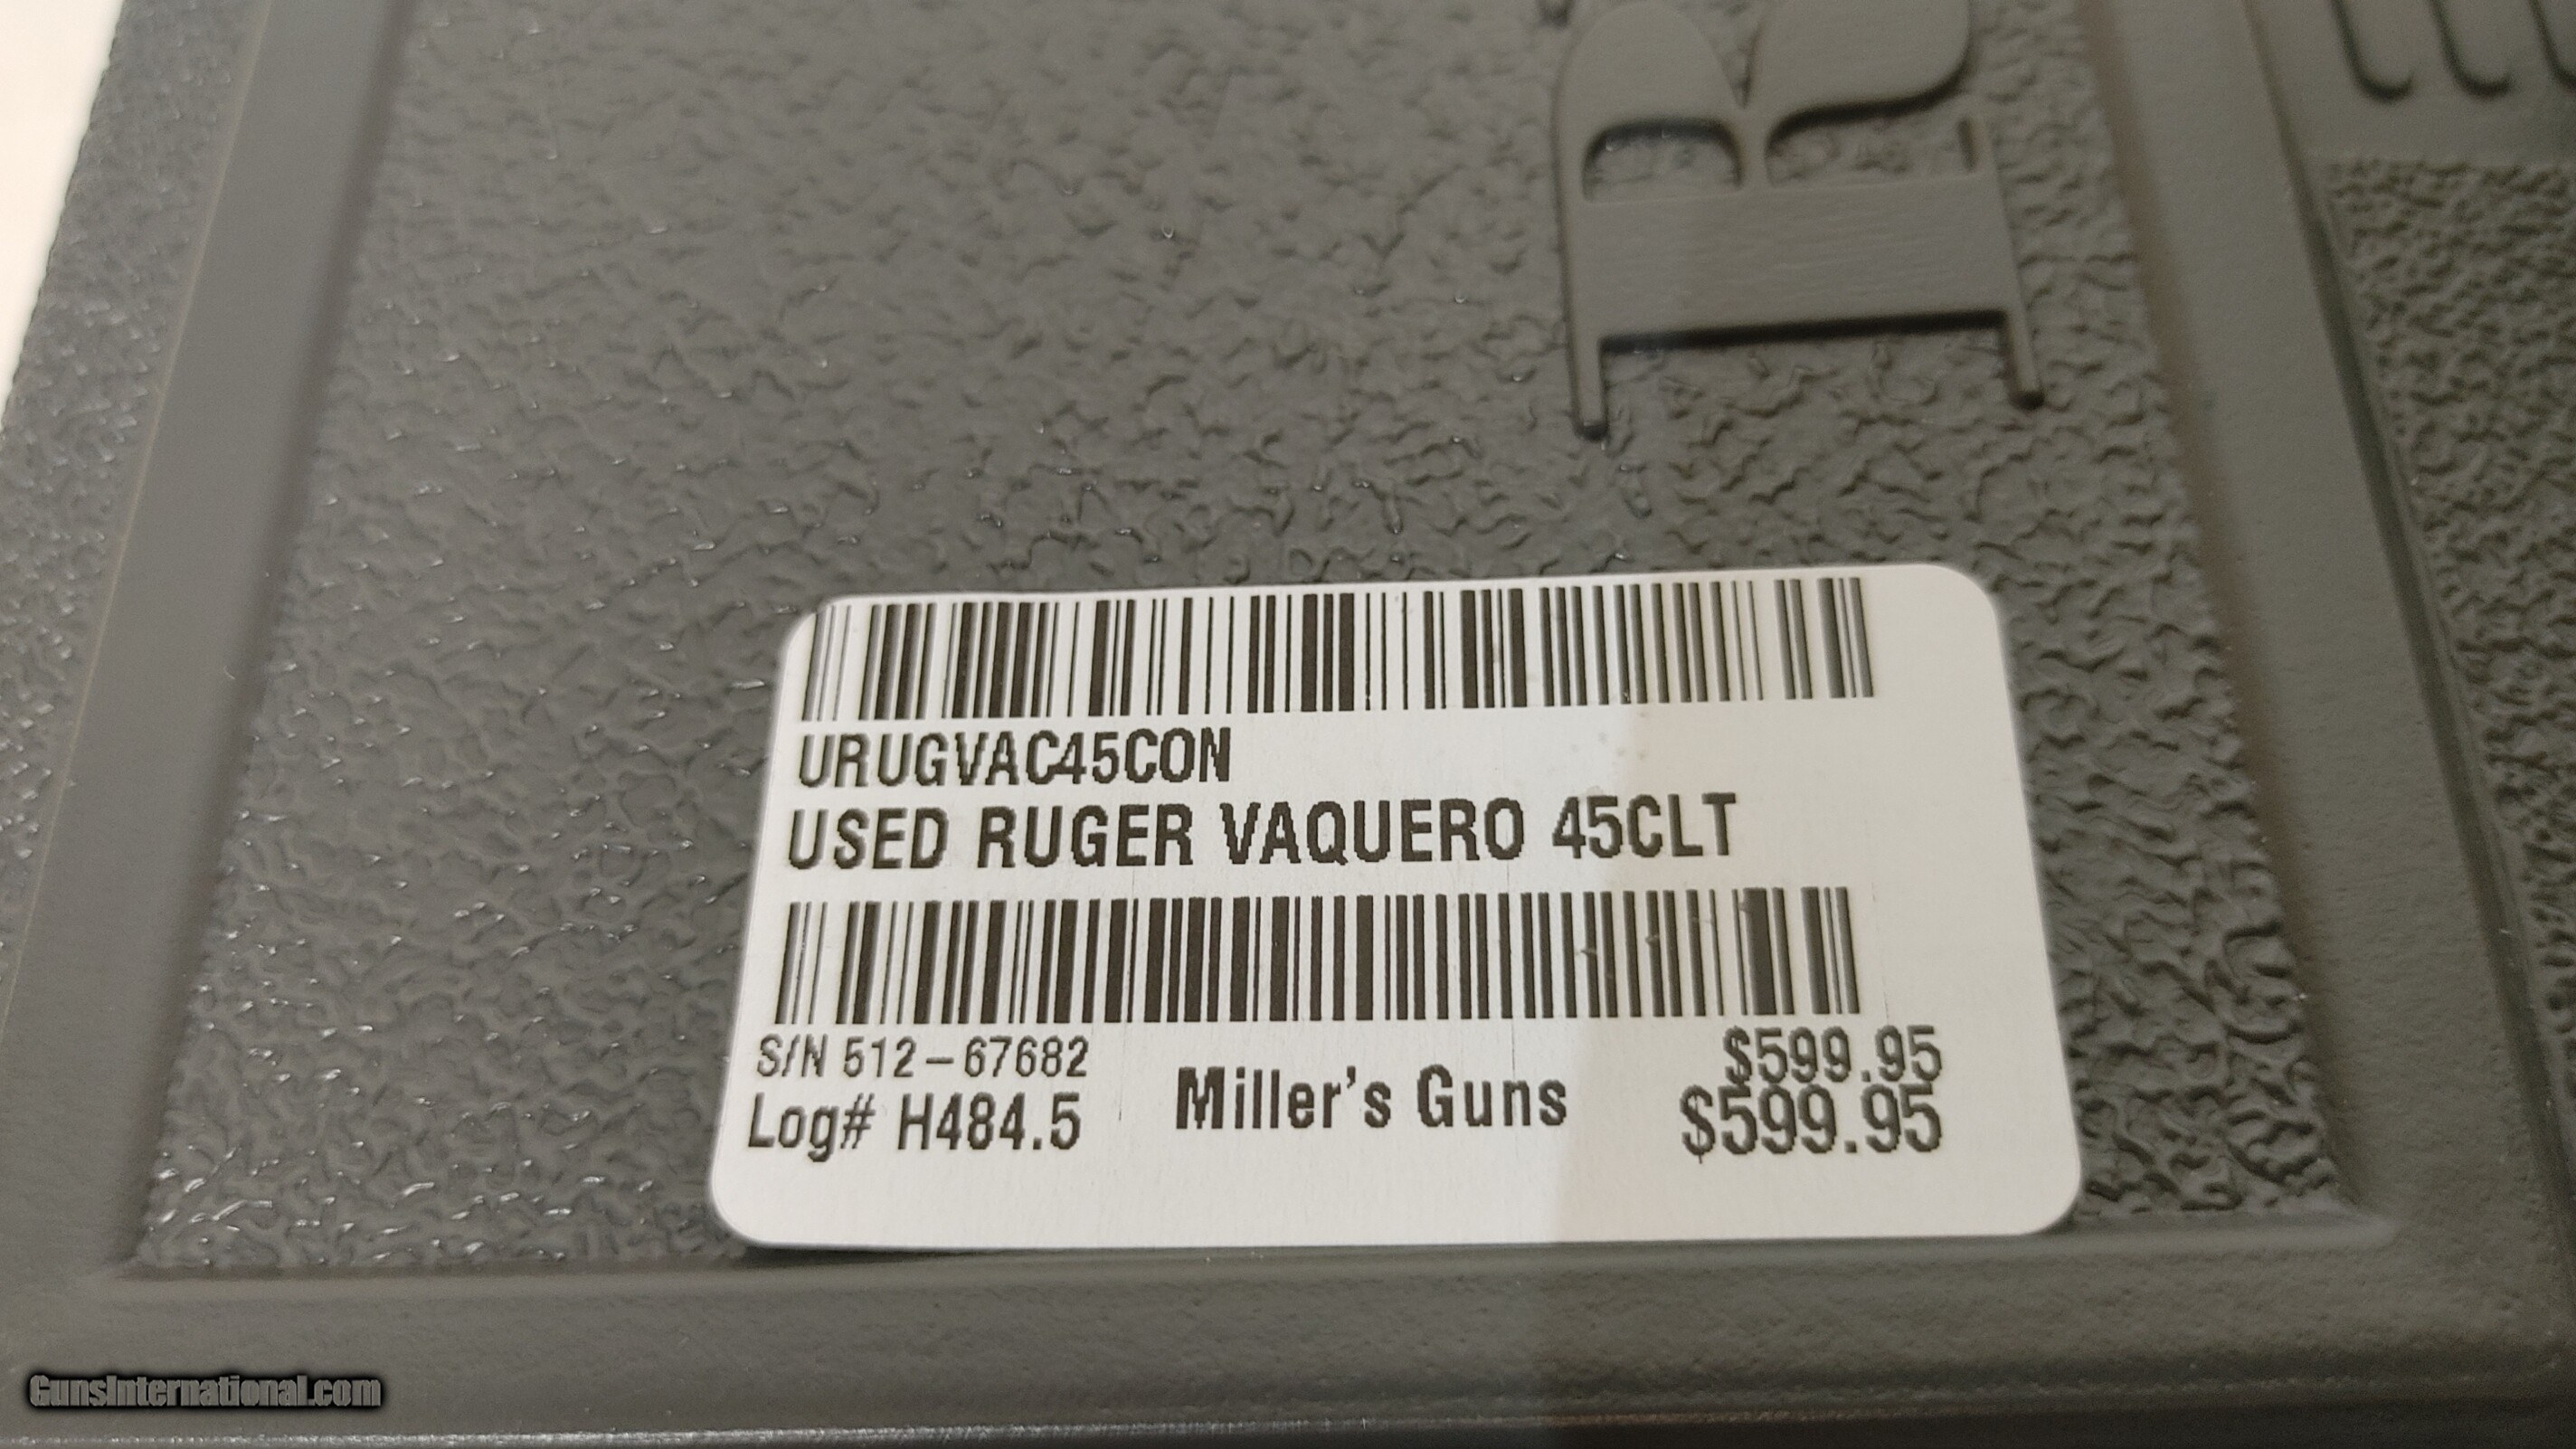 URUGVAC45CON
USED RUGER VAQUERO 45CLT
S/N 512-67682
Log# H484.5
Miller's Guns
$599.95
$599.95
GunsInternational.com